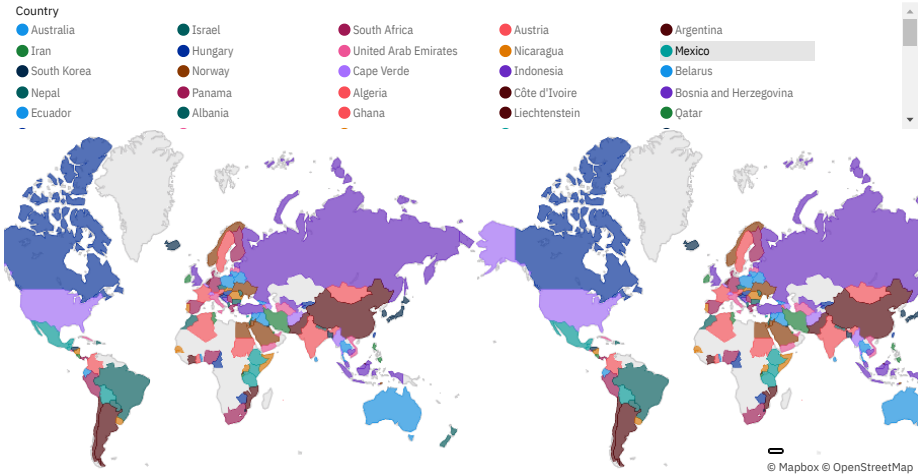 Country
Australia Israel South Africa Austria Argentina
Iran Hungary United Arab Emirates Nicaragua Mexico
South Korea Norway Cape Verde Indonesia Belarus
Nepal Panama Algeria Côte d'Ivoire Bosnia and Herzegovina
Ecuador Albania Ghana Liechtenstein Qatar
© Mapbox © OpenStreetMap